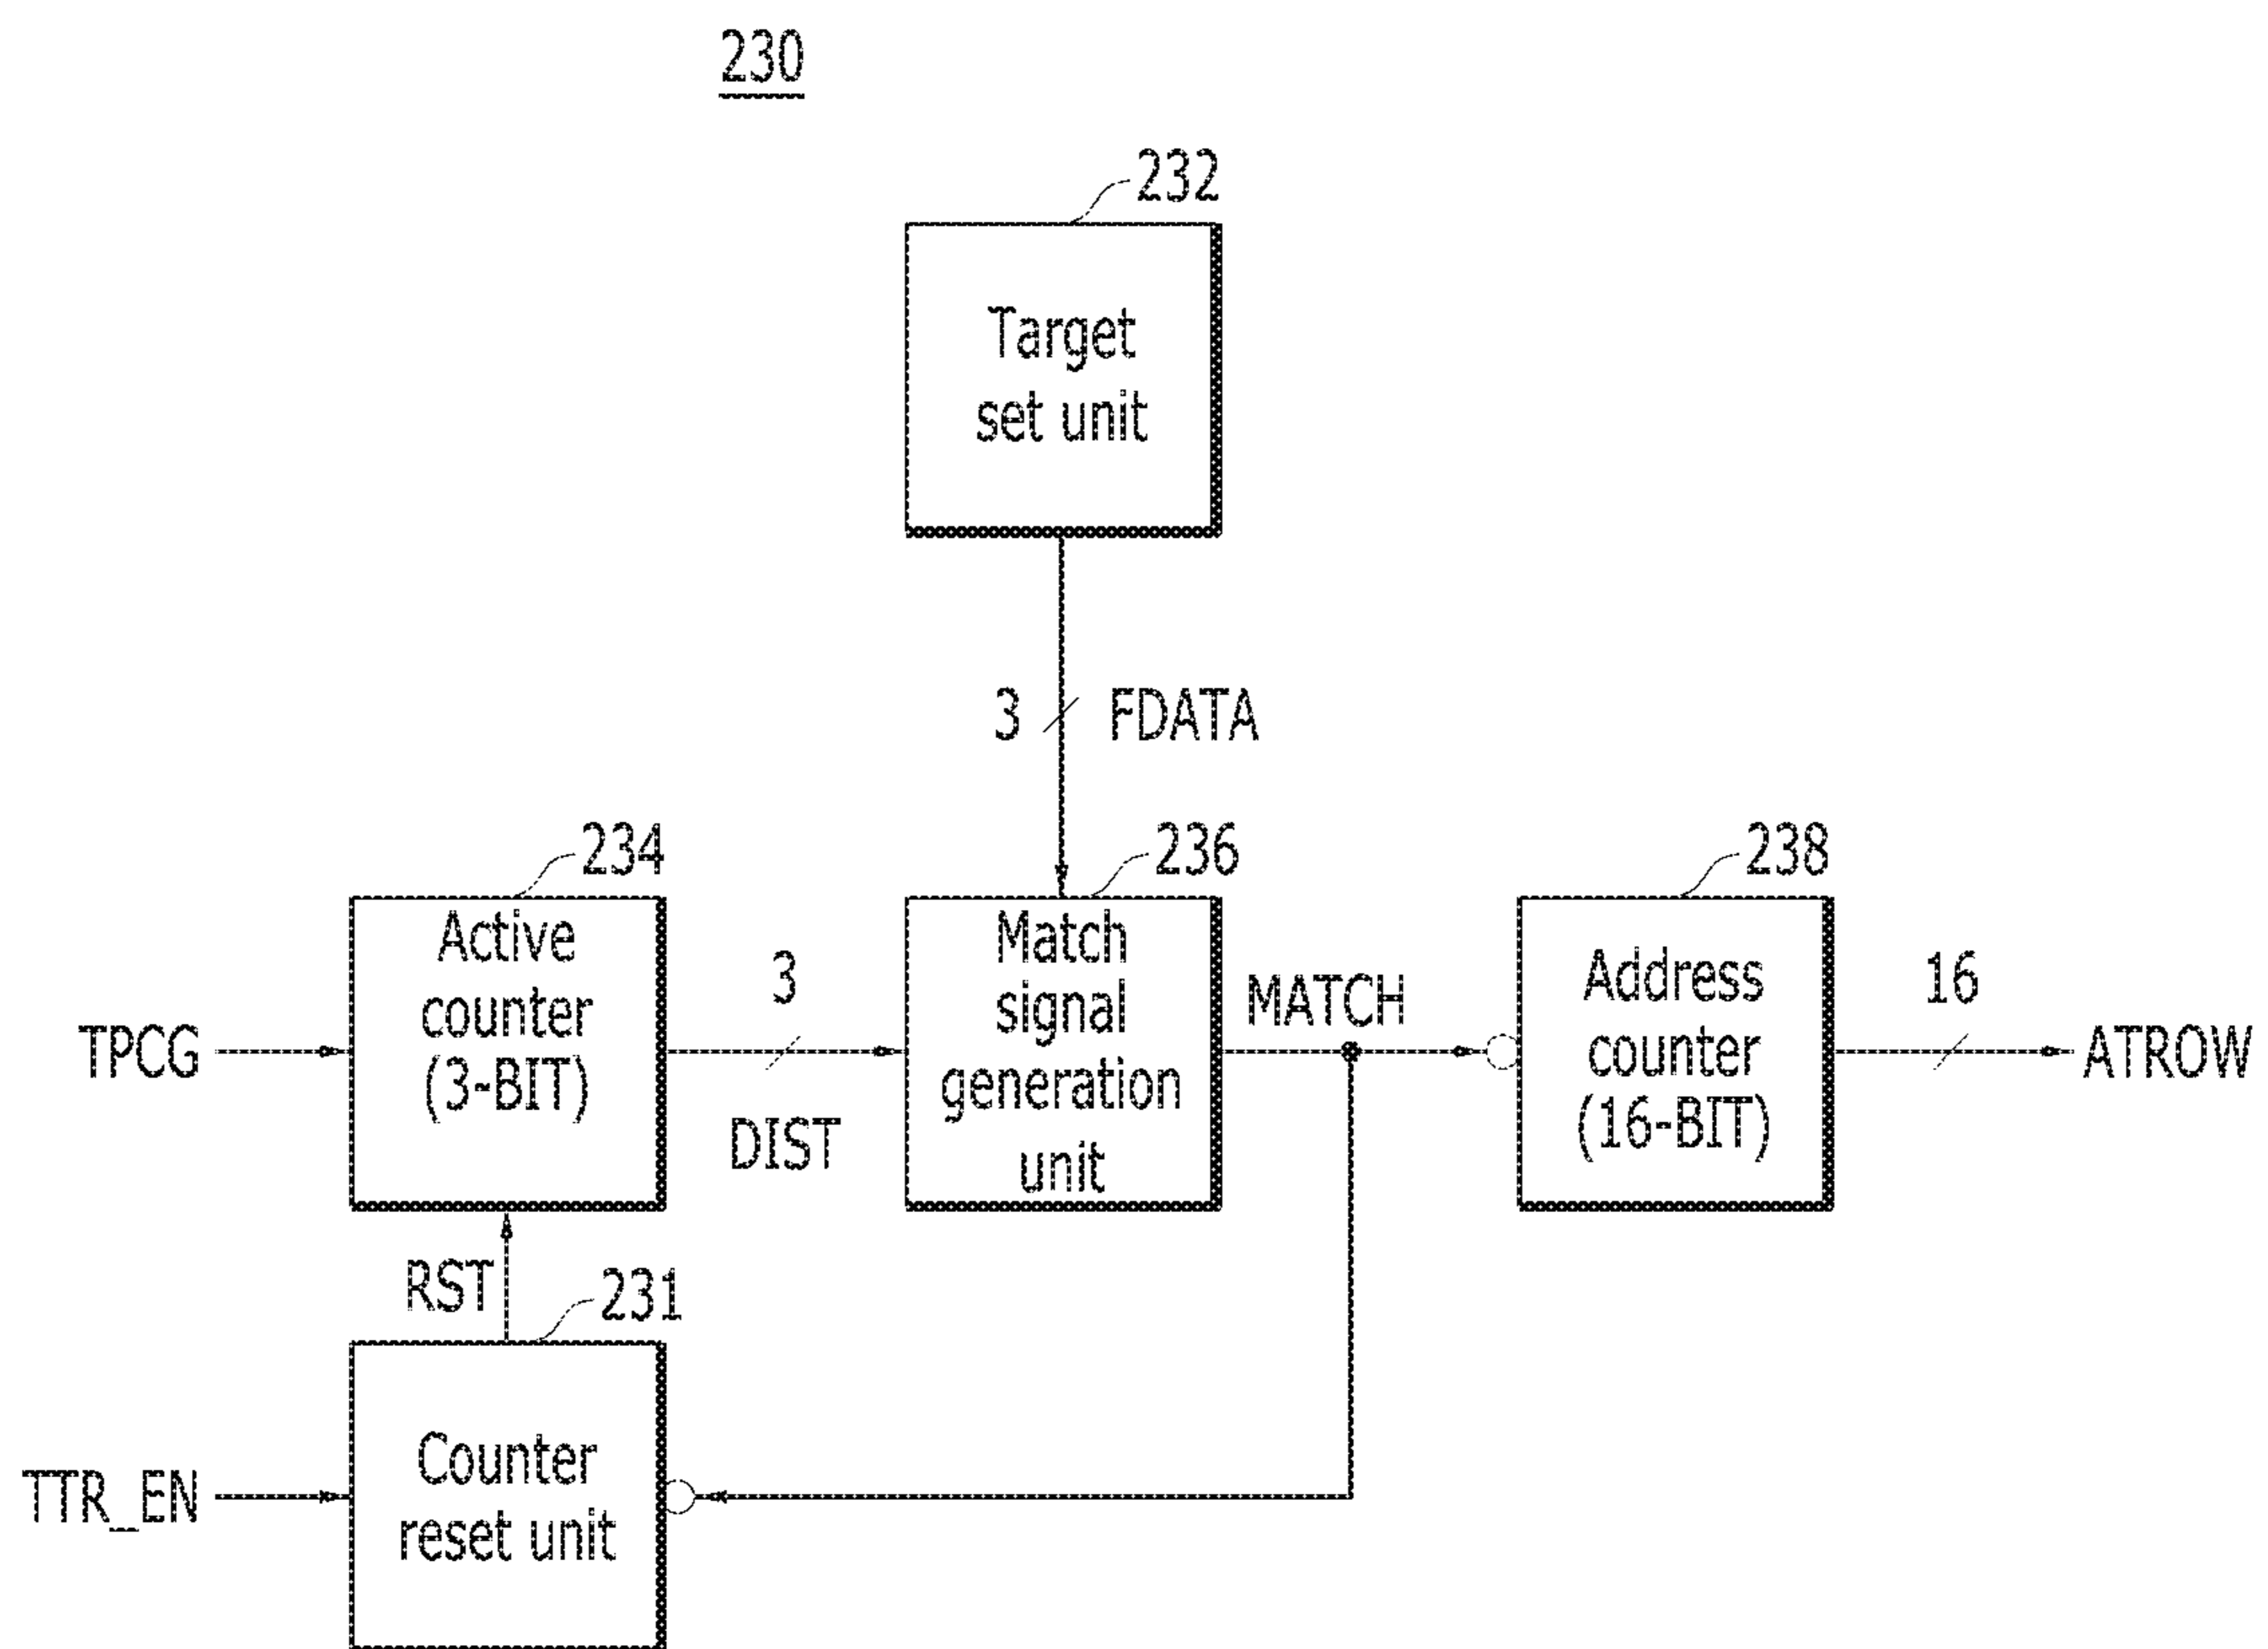 230
232
Target
set unit
3 FDATA
234
236
238
Active
counter
(3-BIT)
Match
signal
generation
unit
Address
counter
(16-BIT)
TPCG
3
DIST
MATCH
16
ATROW
RST
231
TTR_EN
Counter
reset unit